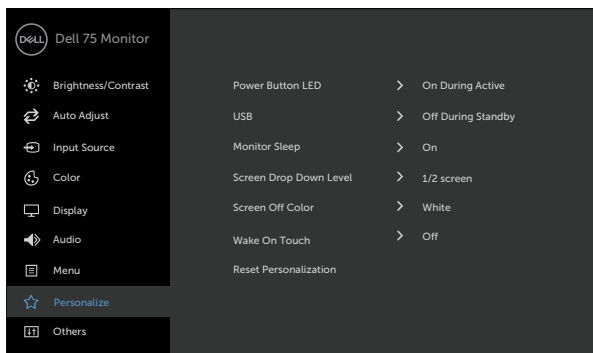 DELL Dell 75 Monitor
Brightness/Contrast
Auto Adjust
Input Source
Color
Display
Audio
Menu
Personalize
Others
Power Button LED > On During Active
USB > Off During Standby
Monitor Sleep > On
Screen Drop Down Level > 1/2 screen
Screen Off Color > White
Wake On Touch > Off
Reset Personalization